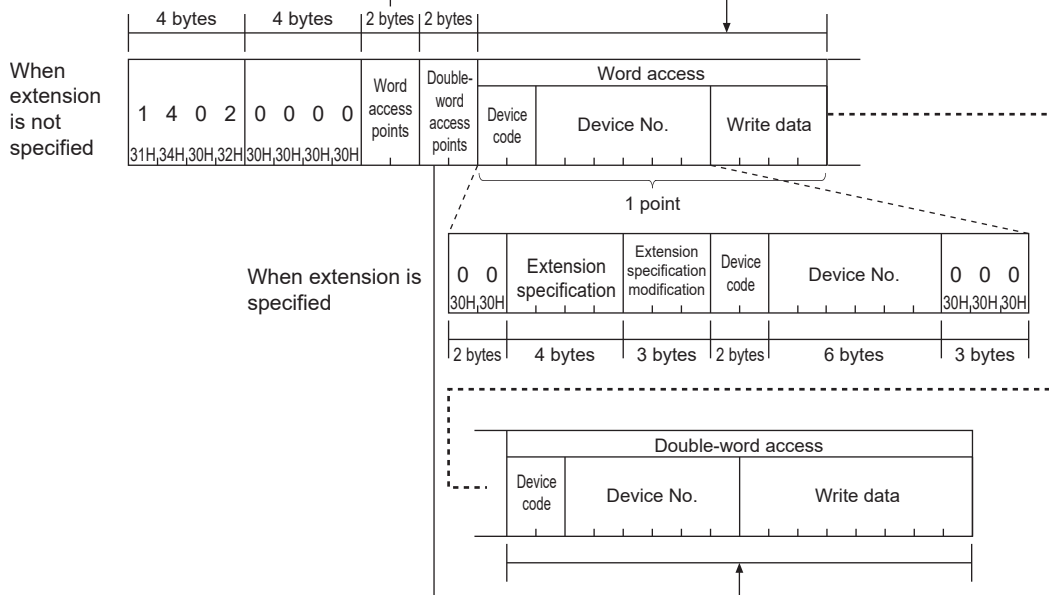 4 bytes 4 bytes 2 bytes 2 bytes
When
extension
is not
specified
1 4 0 2
31H,34H,30H,32H
0 0 0 0
30H,30H,30H,30H
Word
access
points
Double-
word
access
points
Word access
Device
code
Device No.
Write data
1 point
When extension is
specified
0 0
30H,30H
Extension
specification
Extension
specification
modification
Device
code
Device No.
0 0 0
30H,30H,30H
2 bytes 4 bytes 3 bytes 2 bytes 6 bytes 3 bytes
Double-word access
Device
code
Device No.
Write data